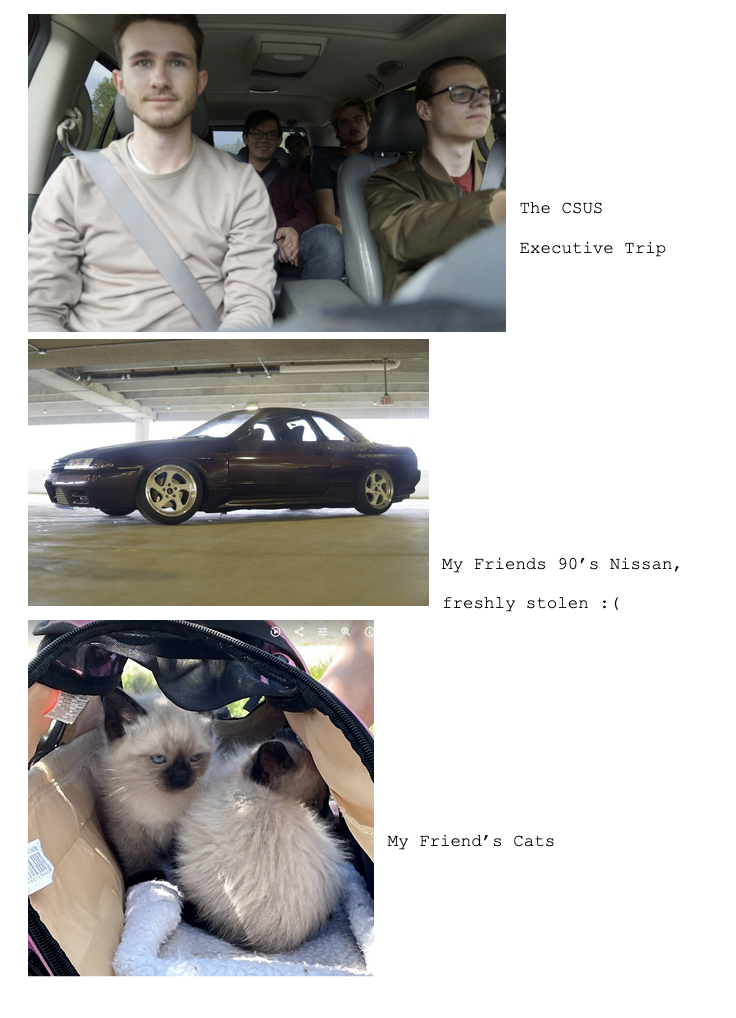 The CSUS
Executive Trip
My Friends 90’s Nissan,
freshly stolen :(
My Friend’s Cats